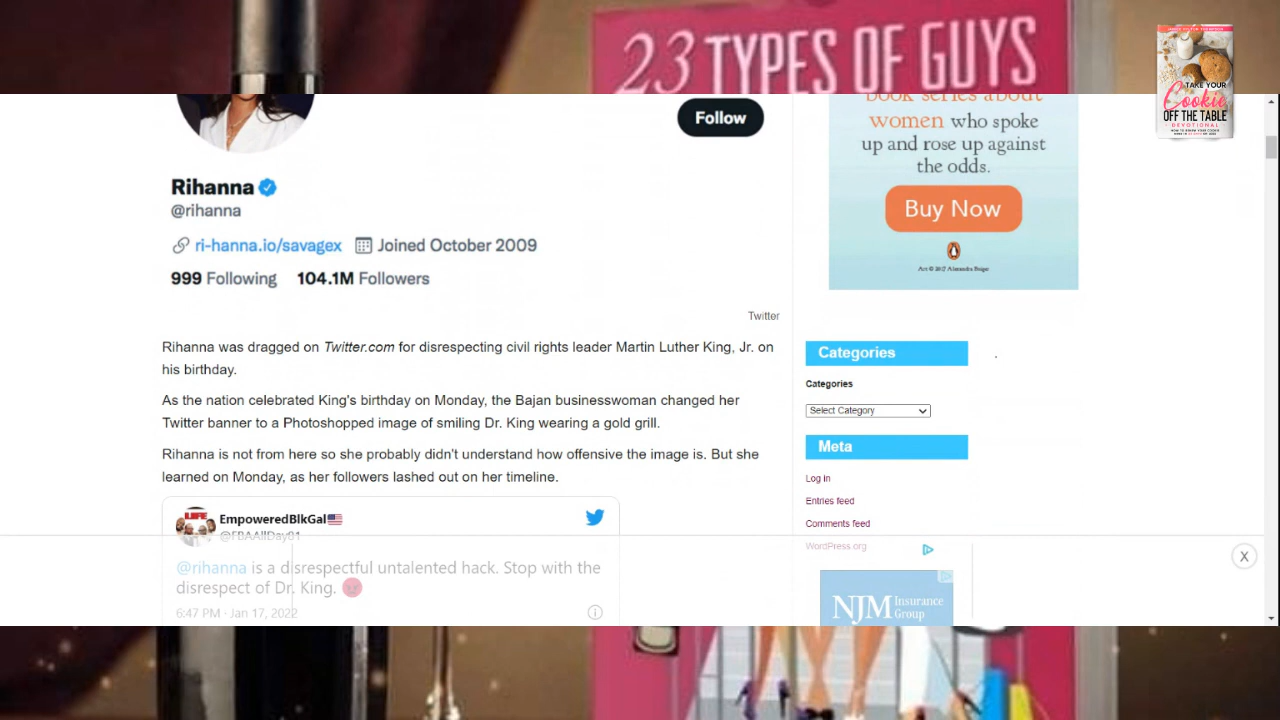 23 TYPES OF GUYS
TAKE YOUR
Cookie
OFF THE TABLE
DEVOTIONAL
Follow
Rihanna
@rihanna
ri-hanna.io/savagex Joined October 2009
999 Following 104.1M Followers
Twitter
Rihanna was dragged on Twitter.com for disrespecting civil rights leader Martin Luther King, Jr. on
his birthday.
As the nation celebrated King's birthday on Monday, the Bajan businesswoman changed her
Twitter banner to a Photoshopped image of smiling Dr. King wearing a gold grill.
Rihanna is not from here so she probably didn't understand how offensive the image is. But she
learned on Monday, as her followers lashed out on her timeline.
EmpoweredBlkGal
@FBAAllDay01
@rihanna is a disrespectful untalented hack. Stop with the
disrespect of Dr. King.
6:47 PM · Jan 17, 2022
book series about
women who spoke
up and rose up against
the odds.
Buy Now
Art © 2017 Alexandra Bolger
Categories
Categories
Select Category
Meta
Log in
Entries feed
Comments feed
WordPress.org
X
NJM Insurance
Group